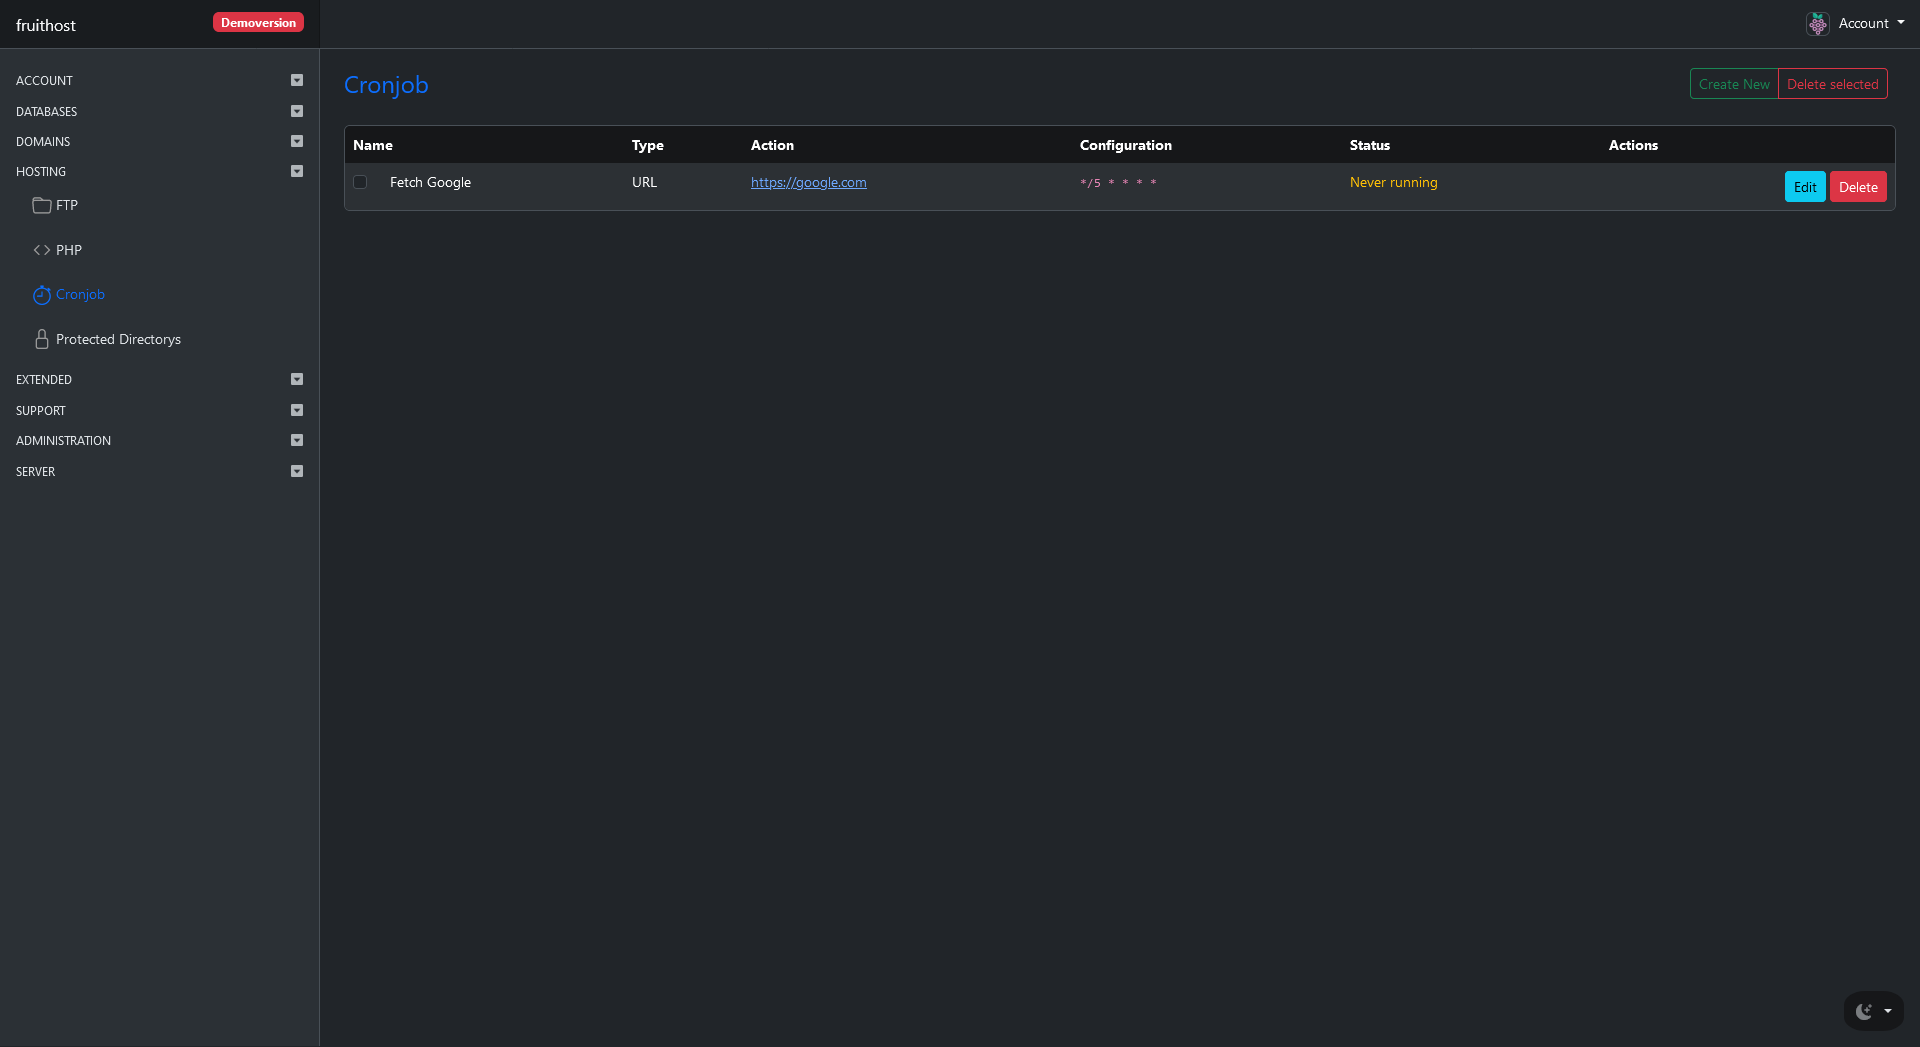 fruithost Demoversion
Account
ACCOUNT
DATABASES
DOMAINS
HOSTING
FTP
PHP
Cronjob
Protected Directorys
EXTENDED
SUPPORT
ADMINISTRATION
SERVER
Cronjob
Create New Delete selected
Name Type Action Configuration Status Actions
Fetch Google URL https://google.com */5 * * * * Never running Edit Delete